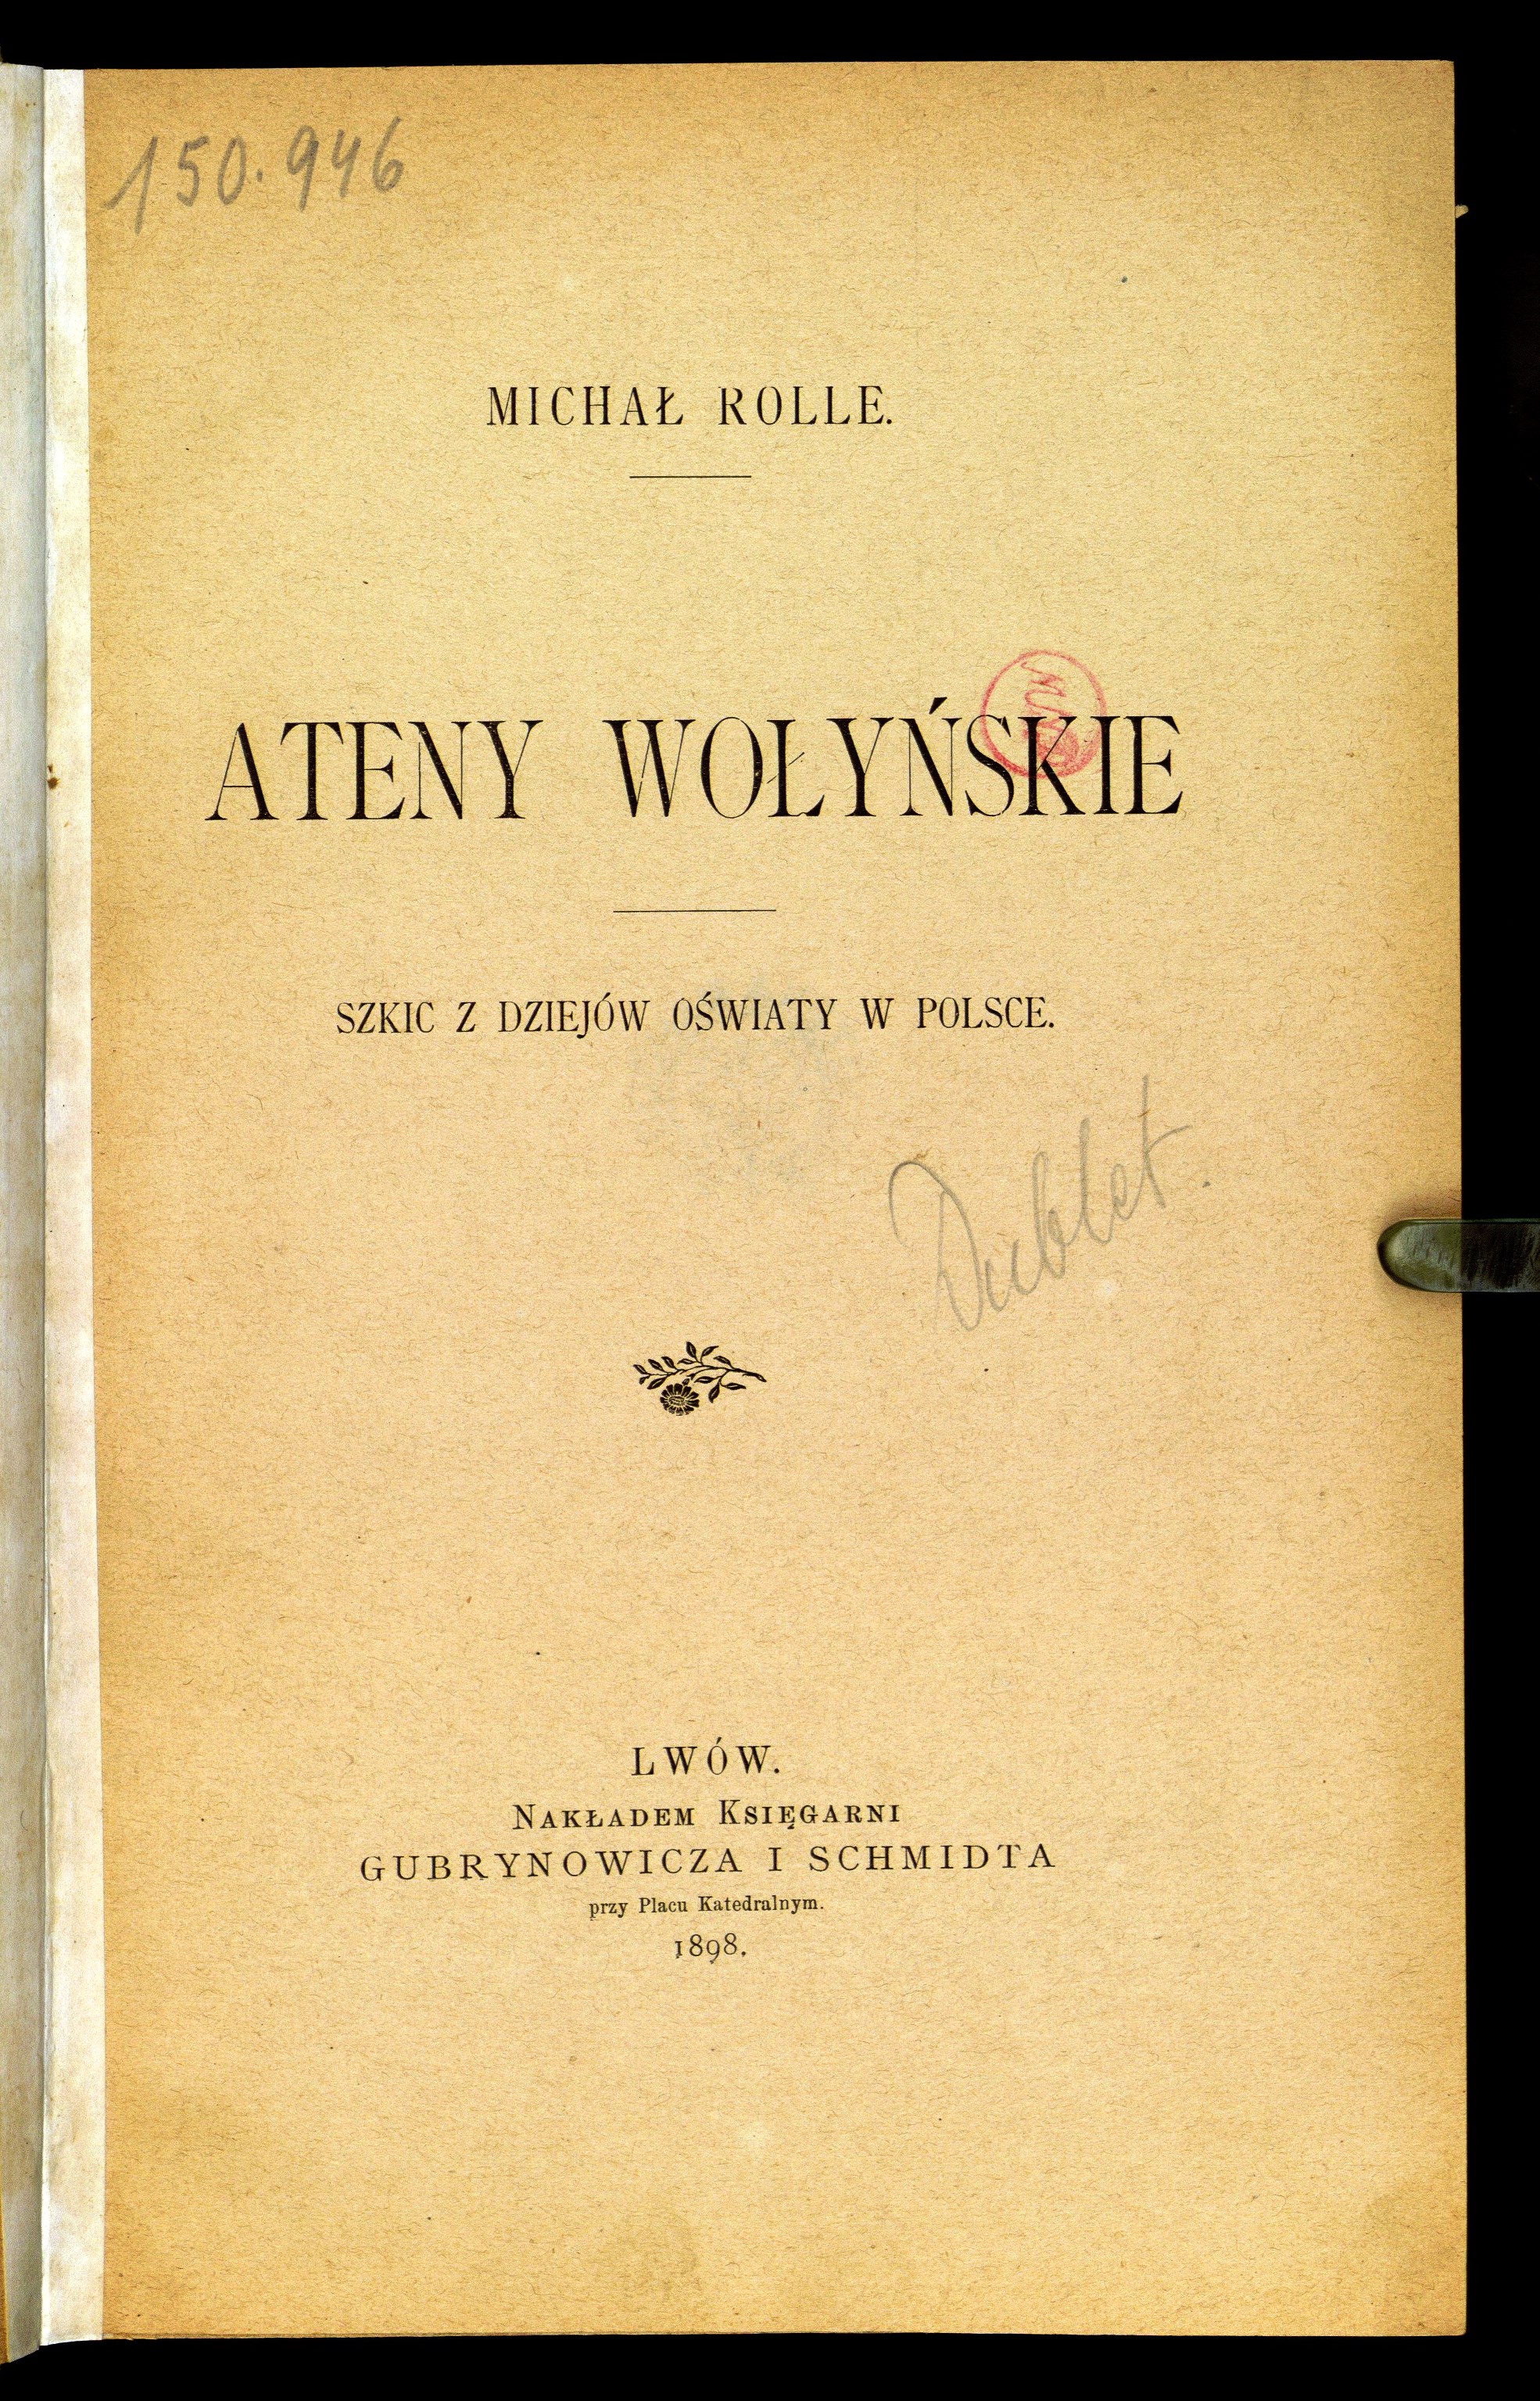 150.946
MICHAŁ ROLLE.
ATENY WOŁYŃSKIE
SZKIC Z DZIEJÓW OŚWIATY W POLSCE.
Dublet.
LWÓW.
NAKŁADEM KSIĘGARNI
GUBRYNOWICZA I SCHMIDTA
przy Placu Katedralnym.
1898.